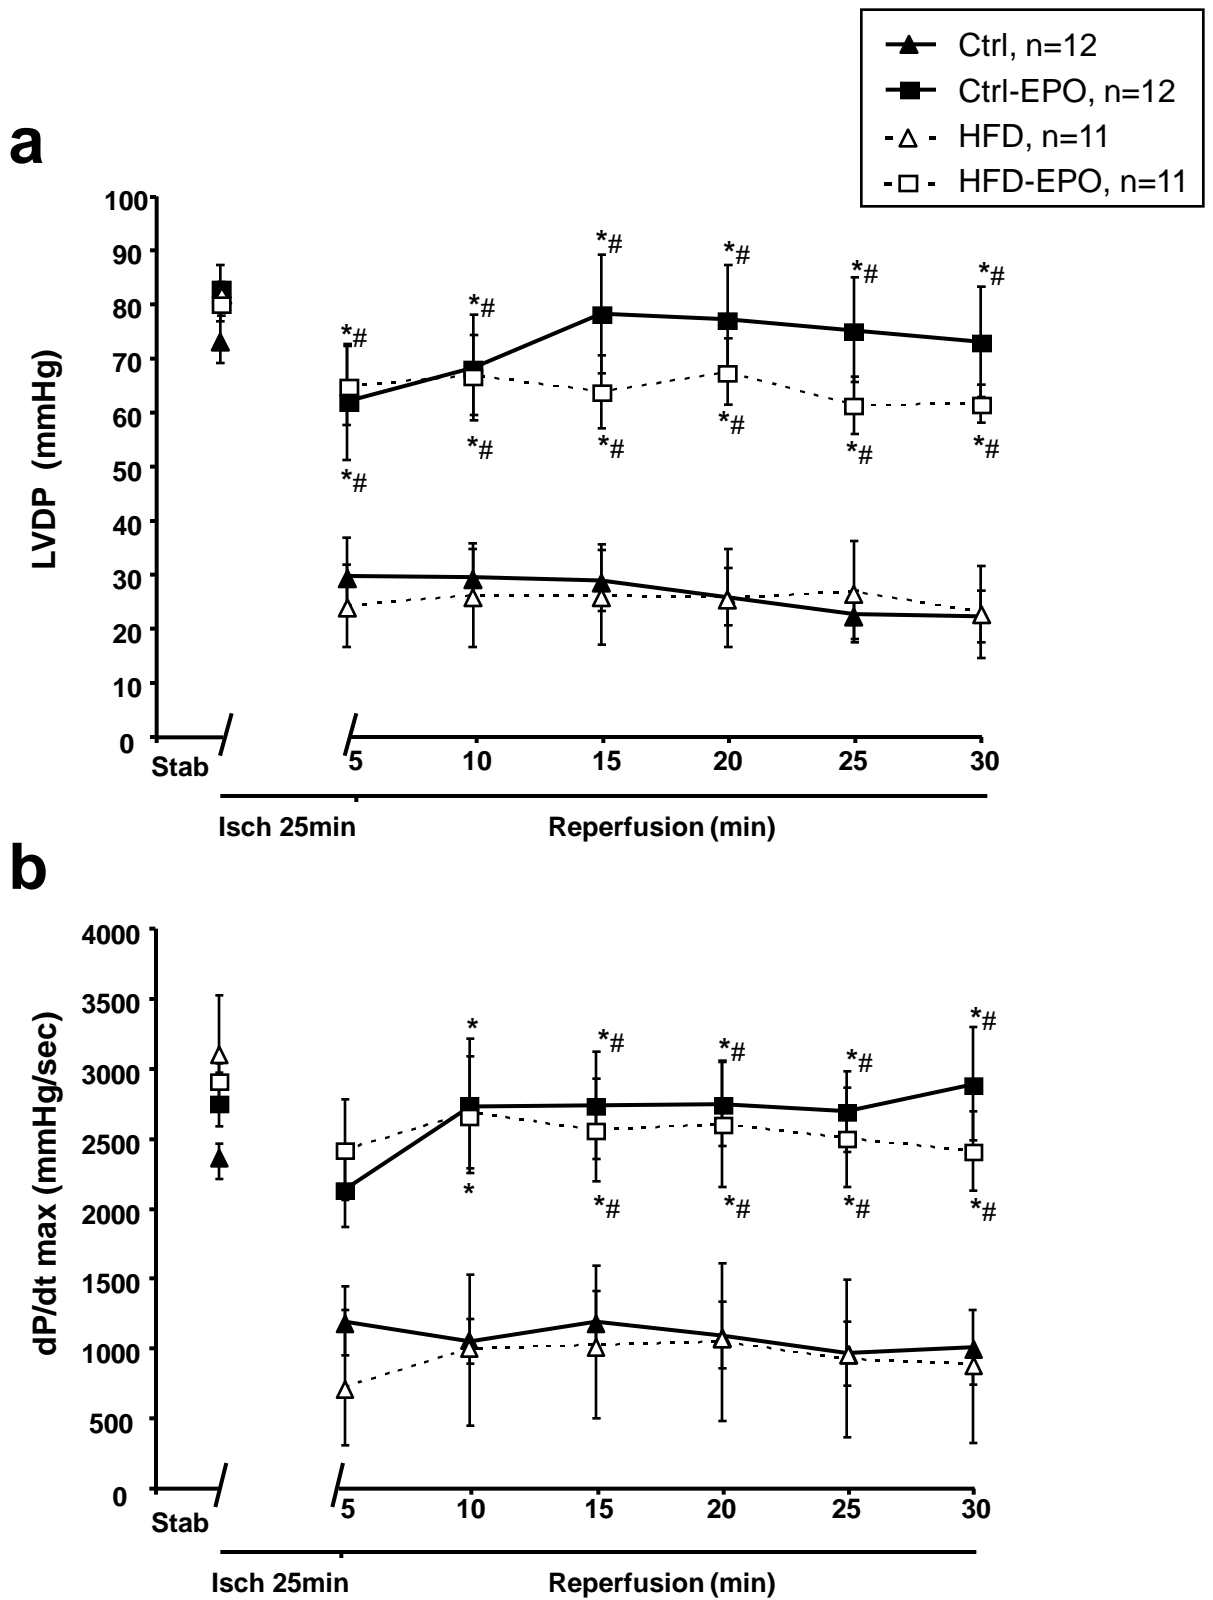 Ctrl, n=12
Ctrl-EPO, n=12
HFD, n=11
HFD-EPO, n=11
a
100
90
80
70
60
50
40
30
20
10
0
LVDP (mmHg)
*# *# *# *# *# *#
*# *# *# *# *# *#
Stab 5 10 15 20 25 30
Isch 25min Reperfusion (min)
b
4000
3500
3000
2500
2000
1500
1000
500
0
dP/dt max (mmHg/sec)
* *# *# *# *#
* *# *# *# *#
Stab 5 10 15 20 25 30
Isch 25min Reperfusion (min)